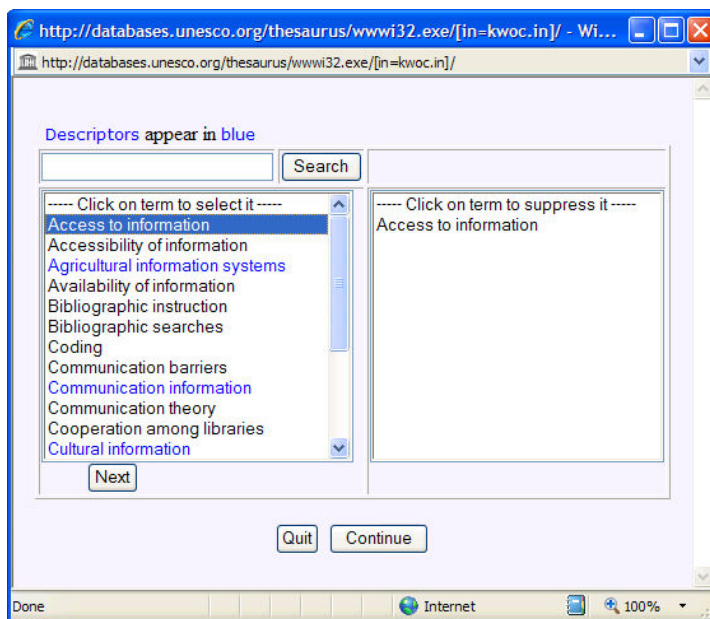 http://databases.unesco.org/thesaurus/wwwi32.exe/[in=kwoc.in]/ - Wi...
http://databases.unesco.org/thesaurus/wwwi32.exe/[in=kwoc.in]/
Descriptors appear in blue
Search
----- Click on term to select it -----
Access to information
Accessibility of information
Agricultural information systems
Availability of information
Bibliographic instruction
Bibliographic searches
Coding
Communication barriers
Communication information
Communication theory
Cooperation among libraries
Cultural information
----- Click on term to suppress it -----
Access to information
Next
Quit Continue
Done Internet 100%